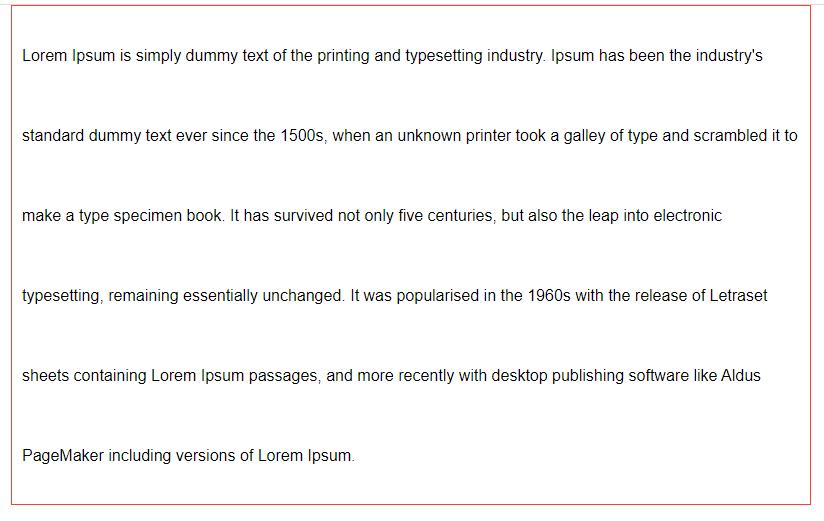 Lorem Ipsum is simply dummy text of the printing and typesetting industry. Ipsum has been the industry's
standard dummy text ever since the 1500s, when an unknown printer took a galley of type and scrambled it to
make a type specimen book. It has survived not only five centuries, but also the leap into electronic
typesetting, remaining essentially unchanged. It was popularised in the 1960s with the release of Letraset
sheets containing Lorem Ipsum passages, and more recently with desktop publishing software like Aldus
PageMaker including versions of Lorem Ipsum.